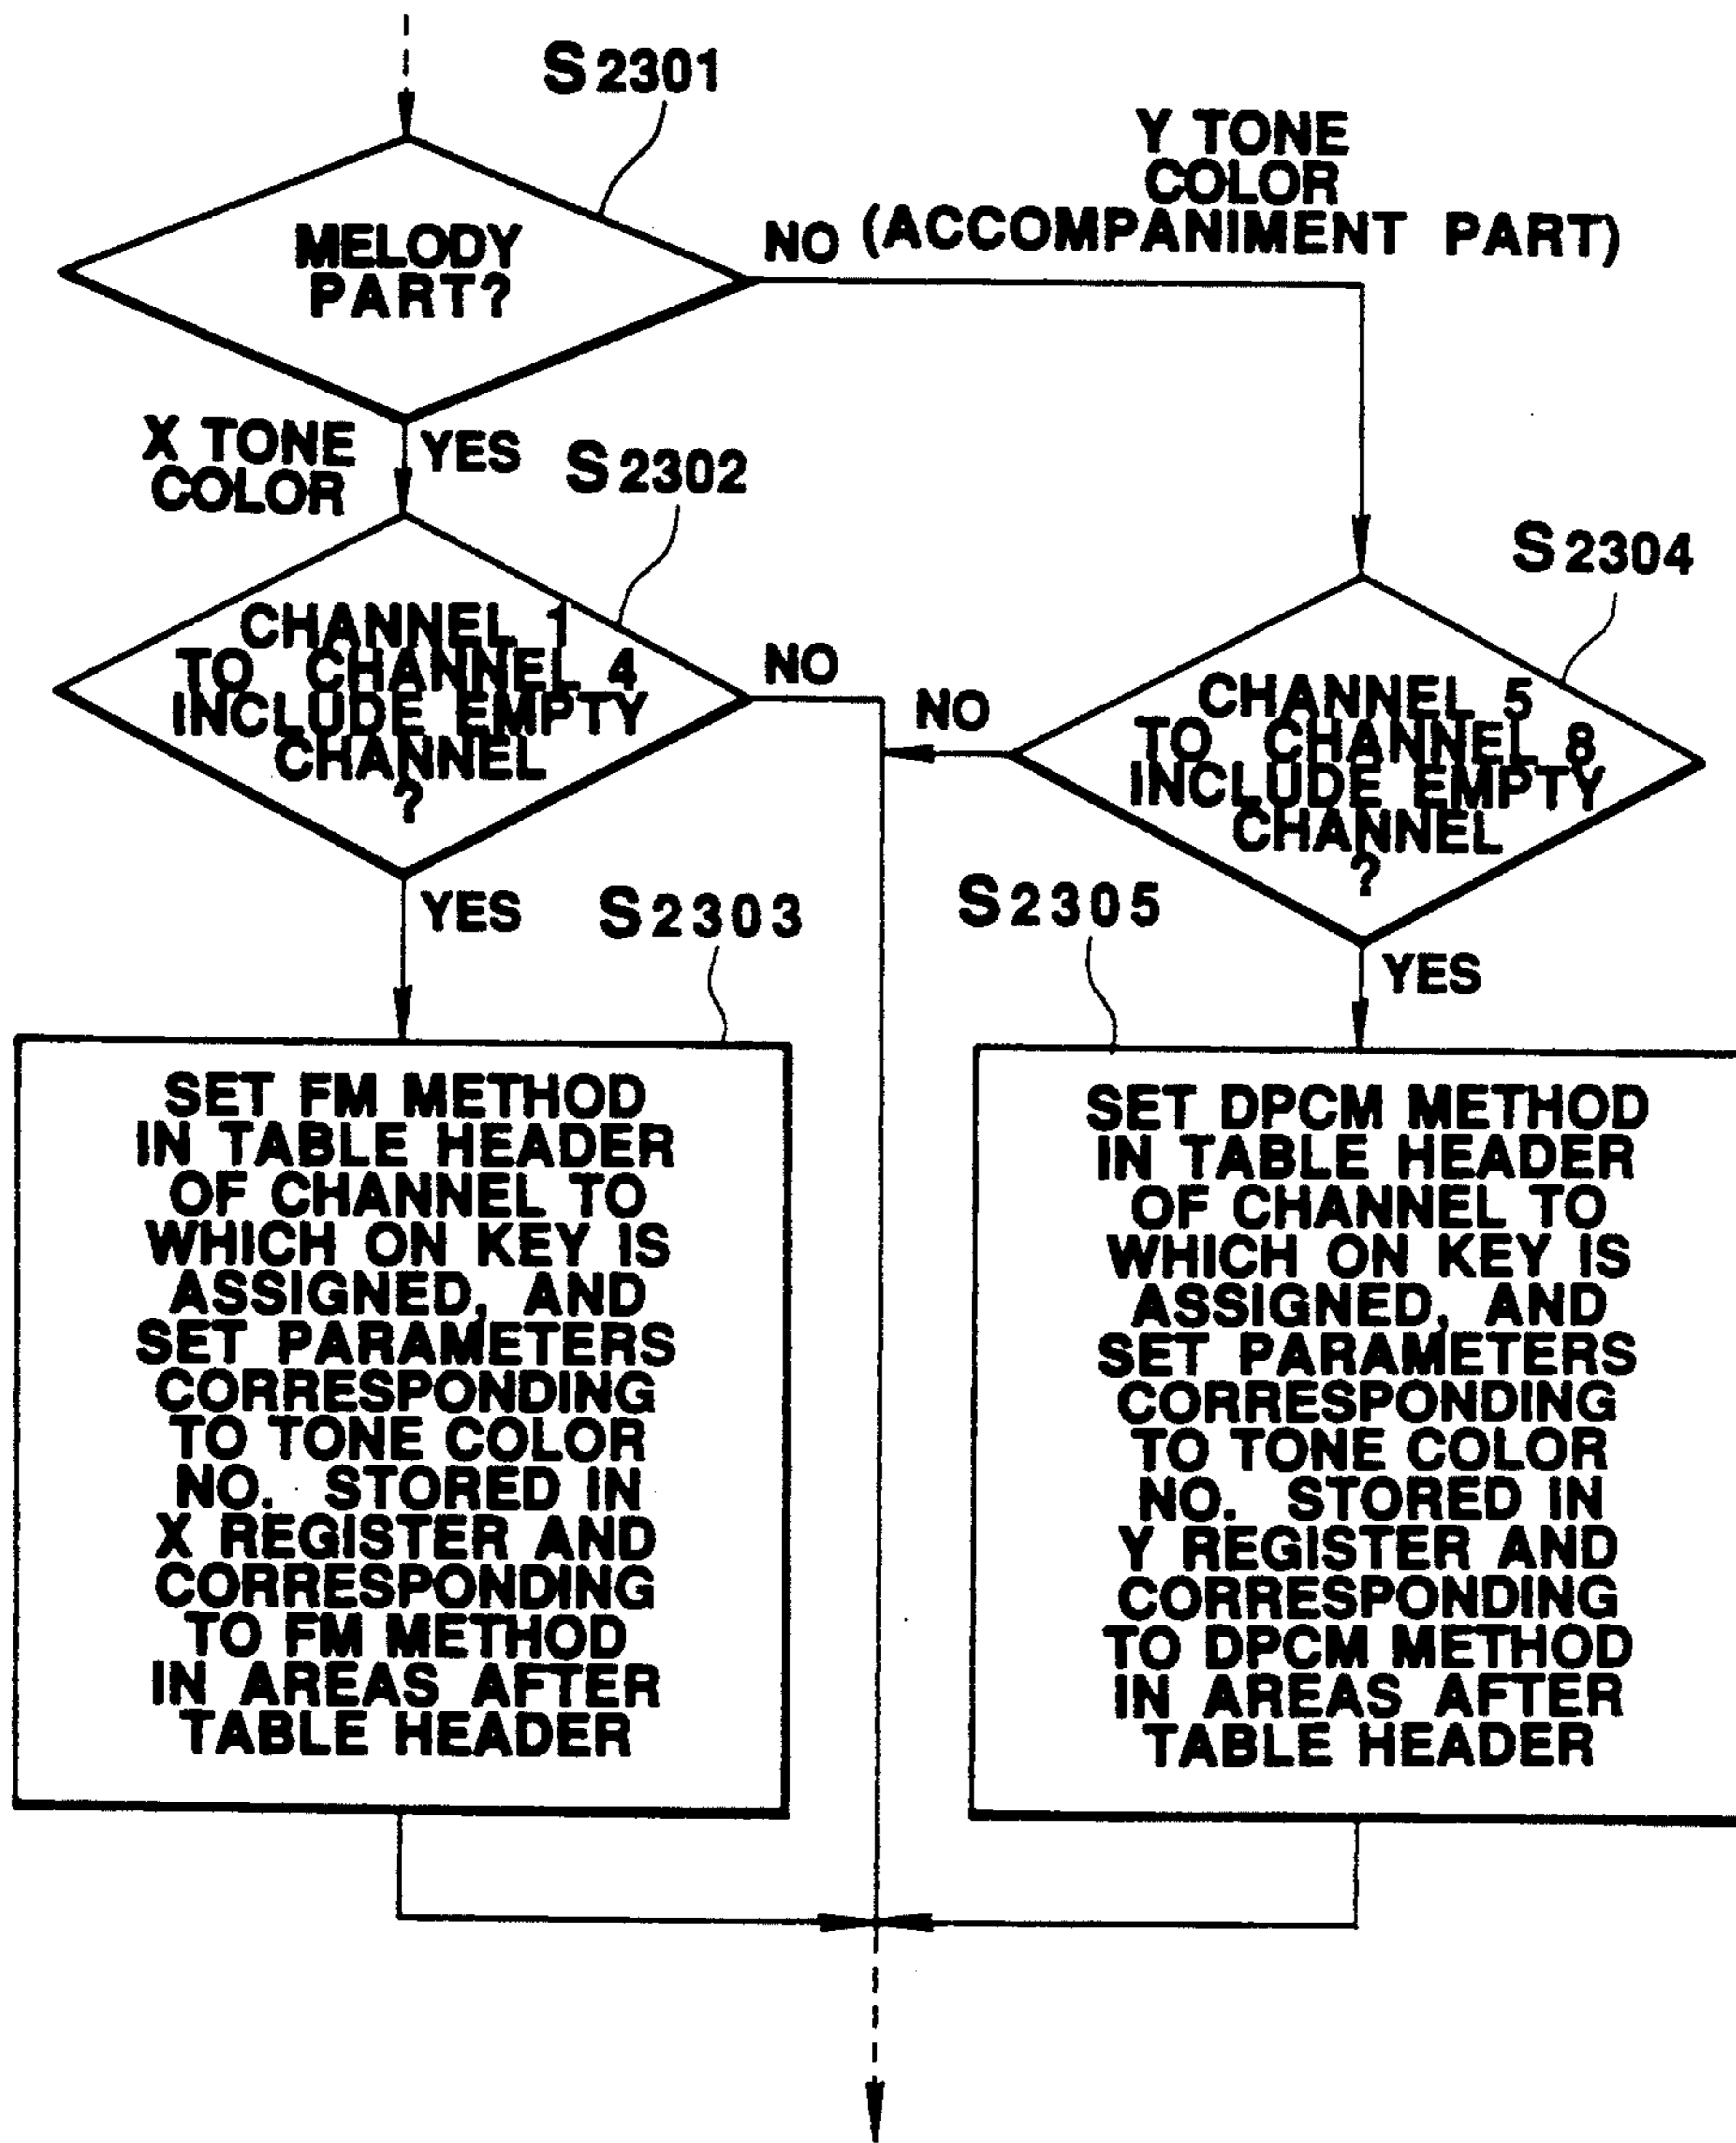 S2301
MELODY
PART?
NO
Y TONE
COLOR
(ACCOMPANIMENT PART)
X TONE
COLOR
YES
S2302
CHANNEL 1
TO CHANNEL 4
INCLUDE EMPTY
CHANNEL
?
NO
YES
S2304
CHANNEL 5
TO CHANNEL 8
INCLUDE EMPTY
CHANNEL
?
NO
YES
S2303
SET FM METHOD
IN TABLE HEADER
OF CHANNEL TO
WHICH ON KEY IS
ASSIGNED, AND
SET PARAMETERS
CORRESPONDING
TO TONE COLOR
NO. STORED IN
X REGISTER AND
CORRESPONDING
TO FM METHOD
IN AREAS AFTER
TABLE HEADER
S2305
SET DPCM METHOD
IN TABLE HEADER
OF CHANNEL TO
WHICH ON KEY IS
ASSIGNED, AND
SET PARAMETERS
CORRESPONDING
TO TONE COLOR
NO. STORED IN
Y REGISTER AND
CORRESPONDING
TO DPCM METHOD
IN AREAS AFTER
TABLE HEADER